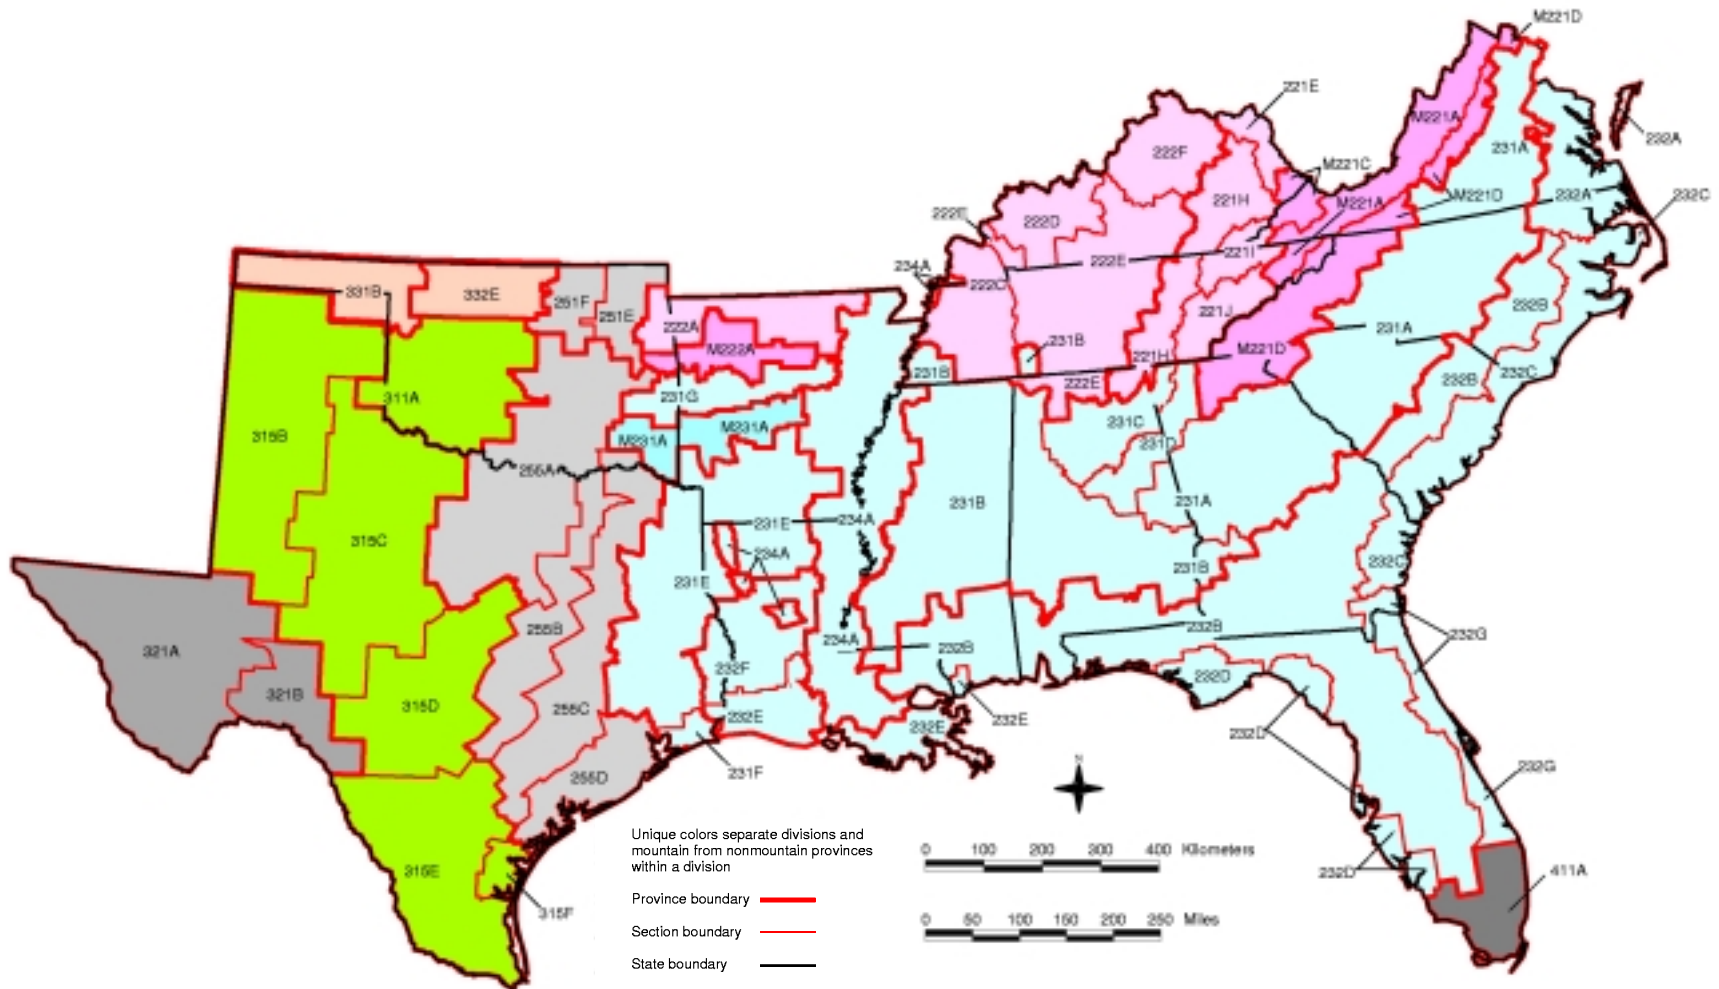 M221D
221E
M221A
232A
222F
M221C
231A
221H
M221A
M221D
232A
232C
222E
222D
221I
222E
234A
222C
331B
332E
251F
251E
222A
M222A
221J
231A
232B
231B
M221D
221H
222E
231B
232B
232C
311A
231G
315B
M231A
M231A
231C
231D
255A
231B
231A
315C
231E
234A
234A
231E
231B
232C
255B
232B
232G
321A
234A
232B
232F
232D
321B
315D
255C
232E
232E
232E
232D
231F
255D
232G
N
Unique colors separate divisions and
mountain from nonmountain provinces
within a division
0 100 200 300 400 Kilometers
315E
232D
411A
Province boundary
315F
0 50 100 150 200 250 Miles
Section boundary
State boundary